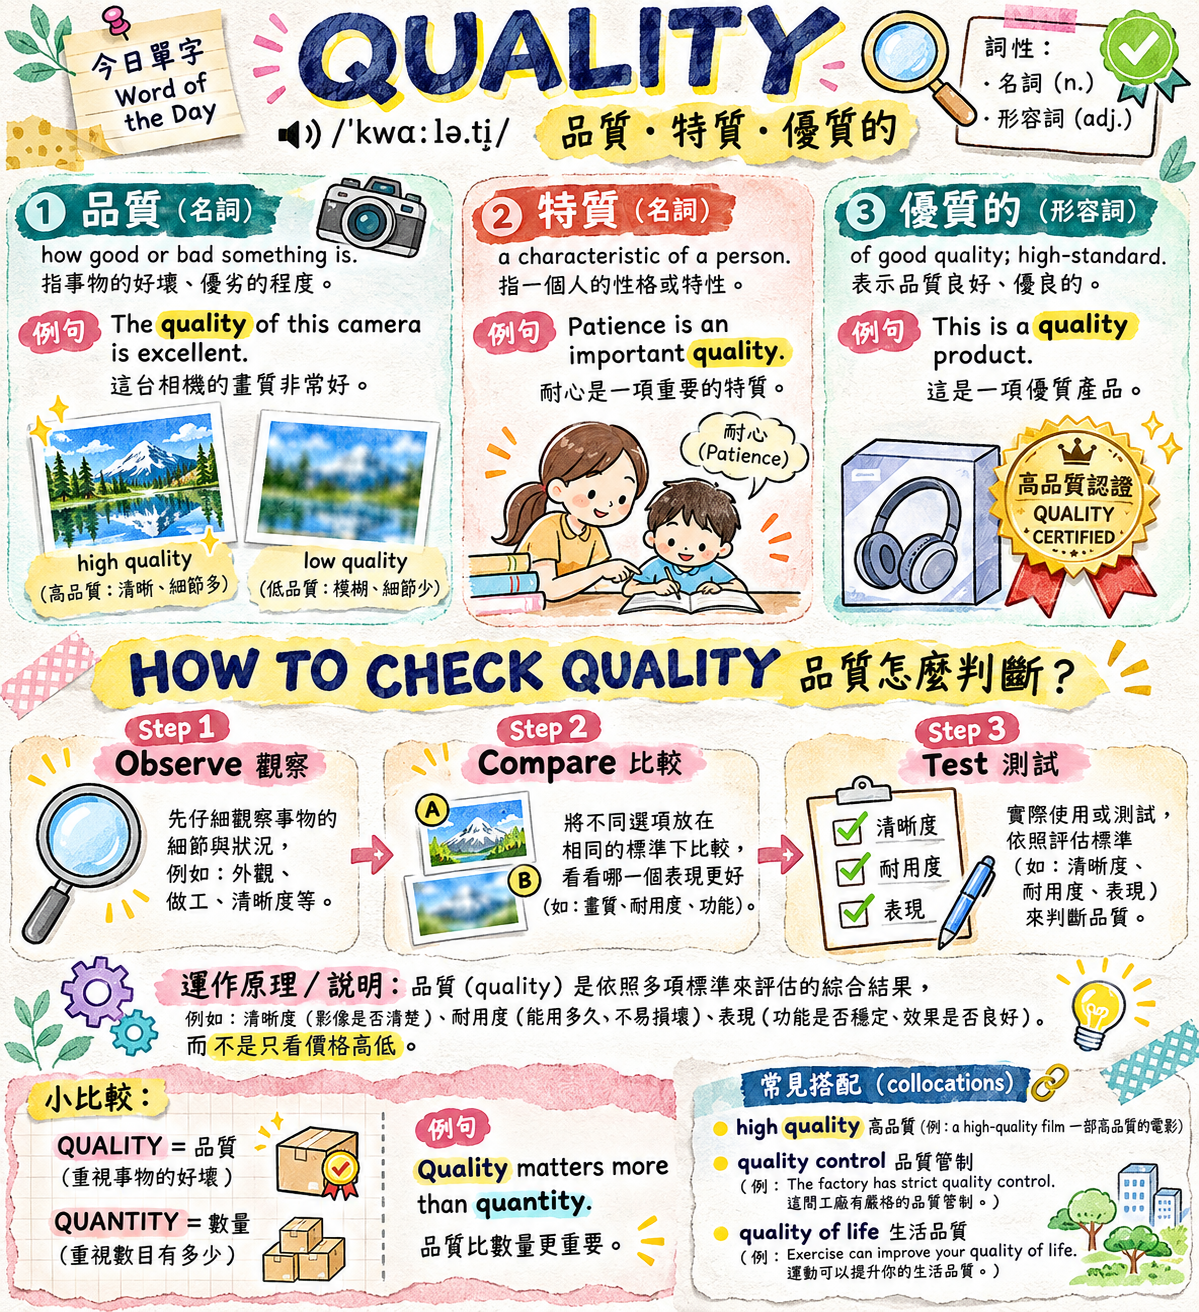 今日單字
Word of
the Day
QUALITY
/ˈkwɑːlə.t̬i/
品質・特質・優質的
詞性：
・名詞 (n.)
・形容詞 (adj.)
1 品質（名詞）
how good or bad something is.
指事物的好壞、優劣的程度。
例句
The quality of this camera
is excellent.
這台相機的畫質非常好。
high quality
（高品質：清晰、細節多）
low quality
（低品質：模糊、細節少）
2 特質（名詞）
a characteristic of a person.
指一個人的性格或特性。
例句
Patience is an
important quality.
耐心是一項重要的特質。
耐心
(Patience)
3 優質的（形容詞）
of good quality; high-standard.
表示品質良好、優良的。
例句
This is a quality
product.
這是一項優質產品。
高品質認證
QUALITY
CERTIFIED
HOW TO CHECK QUALITY 品質怎麼判斷？
Step 1
Observe 觀察
先仔細觀察事物的
細節與狀況，
例如：外觀、
做工、清晰度等。
Step 2
Compare 比較
A
B
將不同選項放在
相同的標準下比較，
看看哪一個表現更好
（如：畫質、耐用度、功能）。
Step 3
Test 測試
清晰度
耐用度
表現
實際使用或測試，
依照評估標準
（如：清晰度、
耐用度、表現）
來判斷品質。
運作原理／說明：品質（quality）是依照多項標準來評估的綜合結果，
例如：清晰度（影像是否清楚）、耐用度（能用多久、不易損壞）、表現（功能是否穩定、效果是否良好）。
而不是只看價格高低。
小比較：
QUALITY = 品質
（重視事物的好壞）
QUANTITY = 數量
（重視數目有多少）
例句
Quality matters more
than quantity.
品質比數量更重要。
常見搭配（collocations）
high quality 高品質（例：a high-quality film 一部高品質的電影）
quality control 品質管制
（例： The factory has strict quality control.
這間工廠有嚴格的品質管制。）
quality of life 生活品質
（例： Exercise can improve your quality of life.
運動可以提升你的生活品質。）